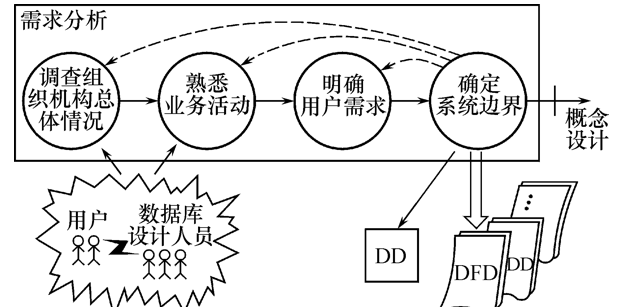 需求分析
调查组
织机构总
体情况
熟悉
业务活动
明确
用户需求
确定
系统边界
概念
设计
用户
数据库
设计人员
DD
DFD
DD